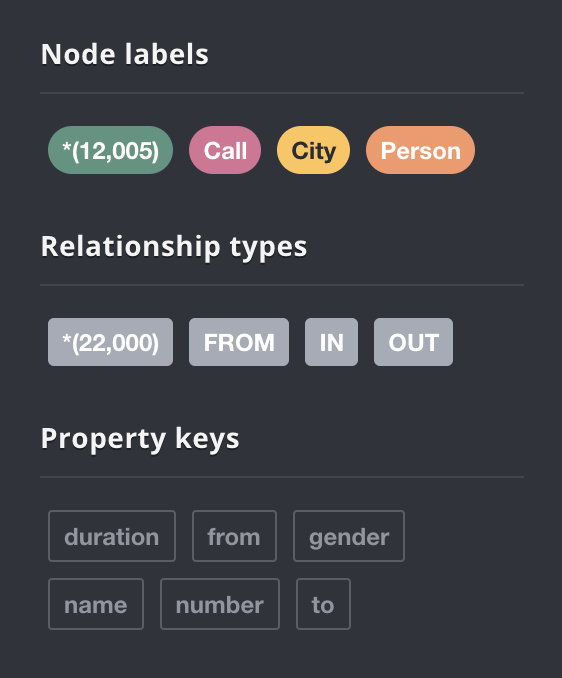 Node labels
*(12,005) Call City Person
Relationship types
*(22,000) FROM IN OUT
Property keys
duration from gender
name number to